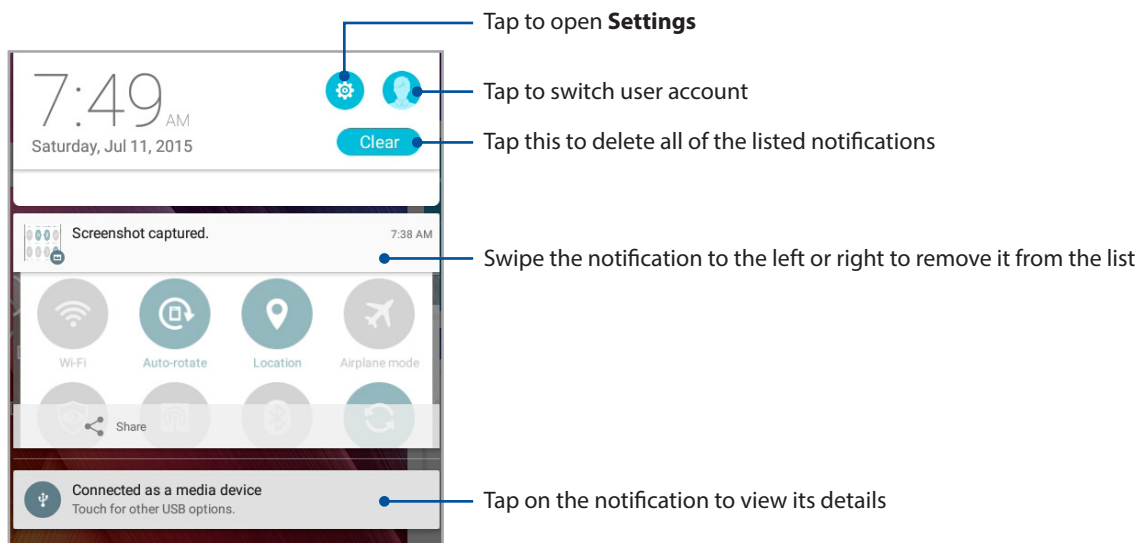 Tap to open Settings
7:49 AM
Tap to switch user account
Saturday, Jul 11, 2015
Clear
Tap this to delete all of the listed notifications
Screenshot captured.
7:38 AM
Swipe the notification to the left or right to remove it from the list
Wi-Fi
Auto-rotate
Location
Airplane mode
Share
Connected as a media device
Touch for other USB options.
Tap on the notification to view its details